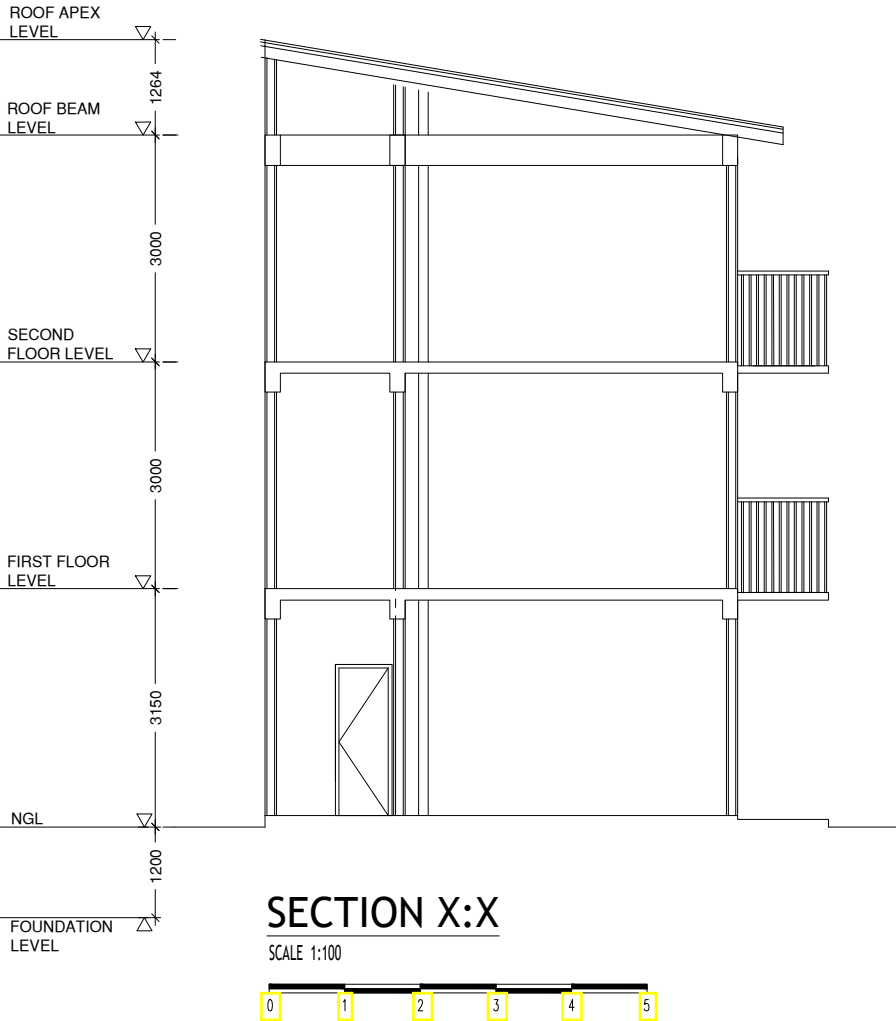 ROOF APEX
LEVEL
1264
ROOF BEAM
LEVEL
3000
SECOND
FLOOR LEVEL
3000
FIRST FLOOR
LEVEL
3150
NGL
1200
FOUNDATION
LEVEL
SECTION X:X
SCALE 1:100
0 1 2 3 4 5